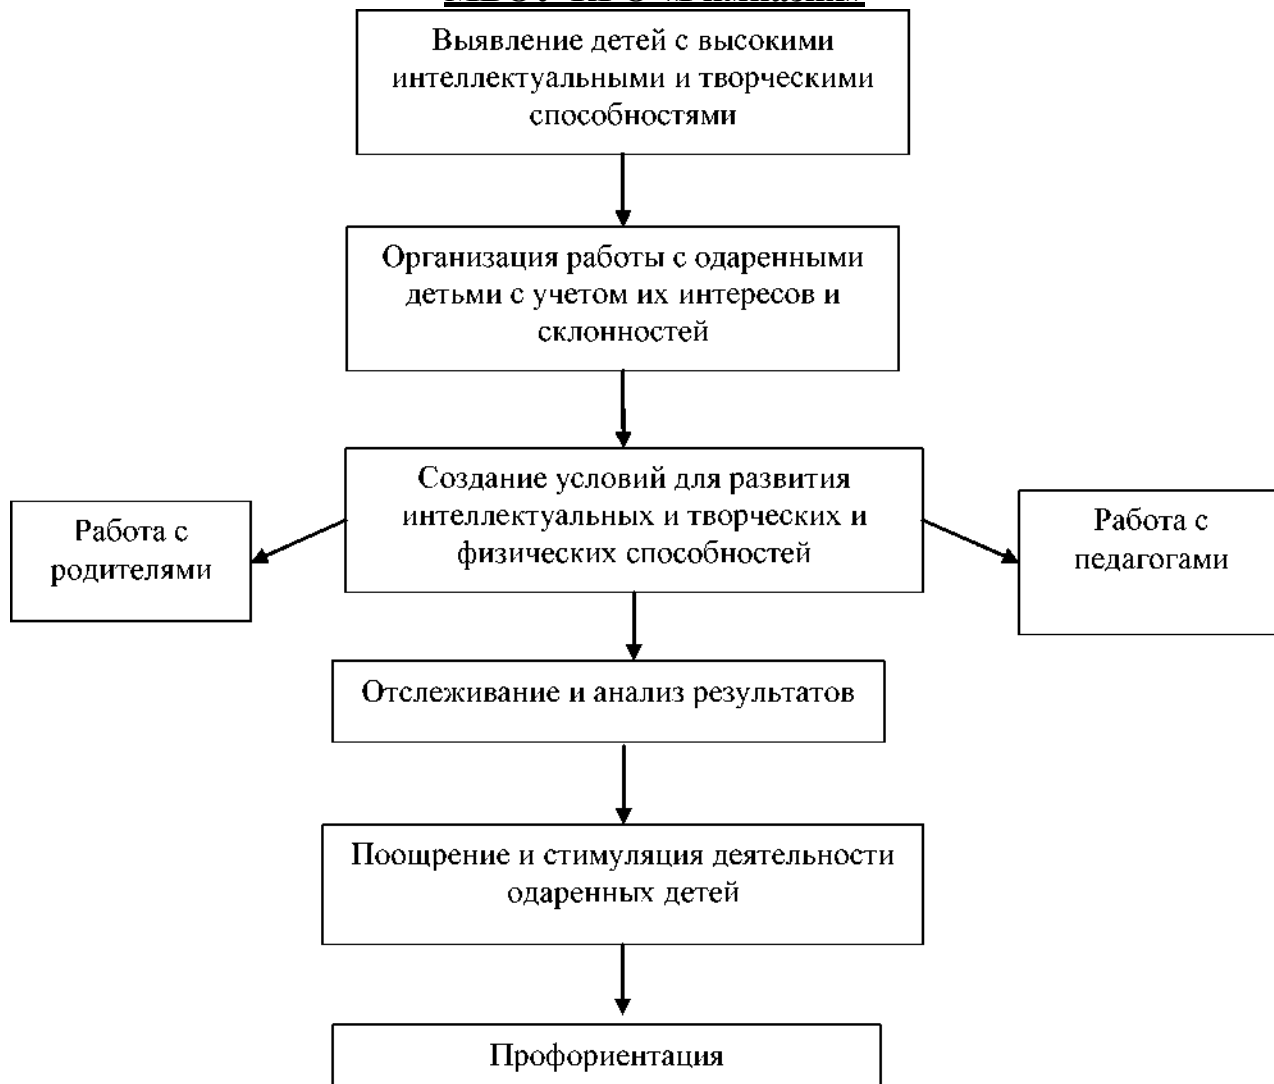 Выявление детей с высокими
интеллектуальными и творческими
способностями
Организация работы с одаренными
детьми с учетом их интересов и
склонностей
Создание условий для развития
интеллектуальных и творческих и
физических способностей
Работа с
родителями
Работа с
педагогами
Отслеживание и анализ результатов
Поощрение и стимуляция деятельности
одаренных детей
Профориентация